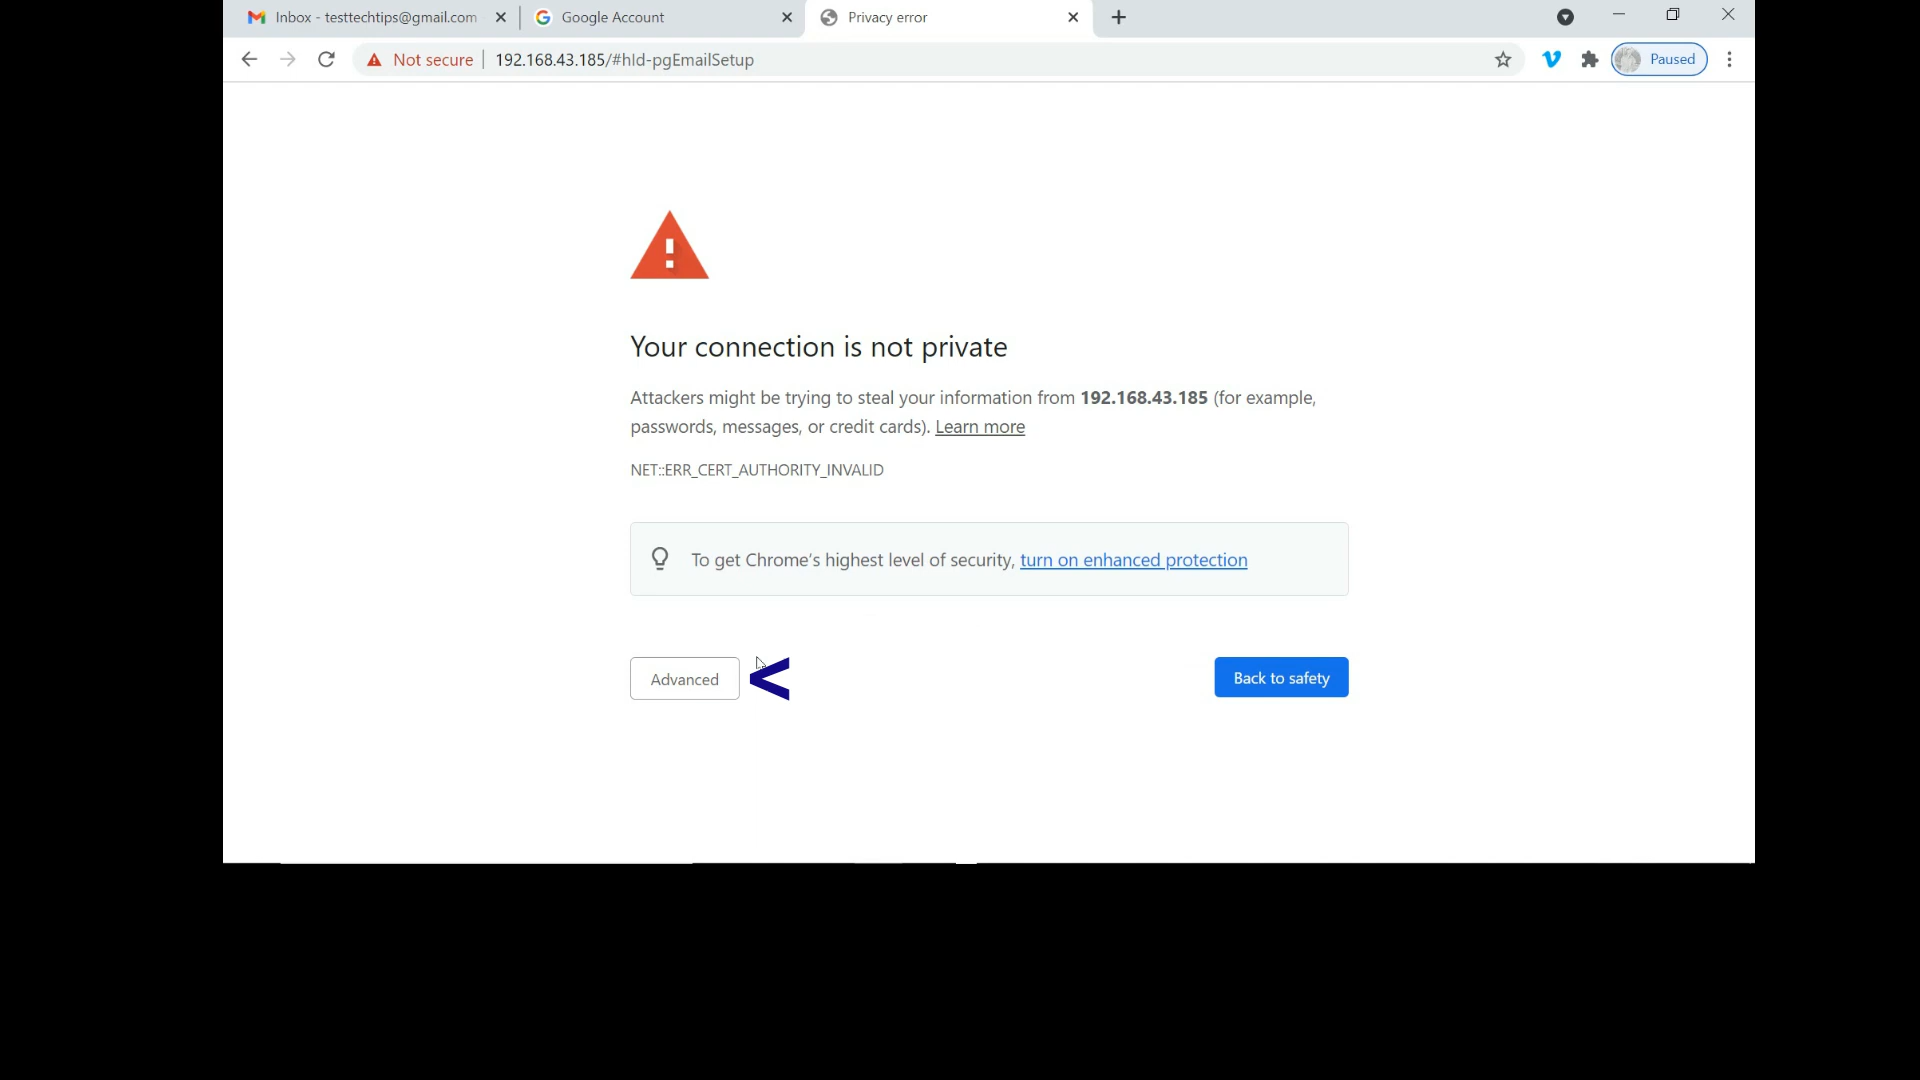 Inbox - testtechtips@gmail.com
Google Account
Privacy error
Not secure
192.168.43.185/#hId-pgEmailSetup
Paused
Your connection is not private
Attackers might be trying to steal your information from 192.168.43.185 (for example,
passwords, messages, or credit cards). Learn more
NET::ERR_CERT_AUTHORITY_INVALID
To get Chrome's highest level of security, turn on enhanced protection
Advanced
<
Back to safety